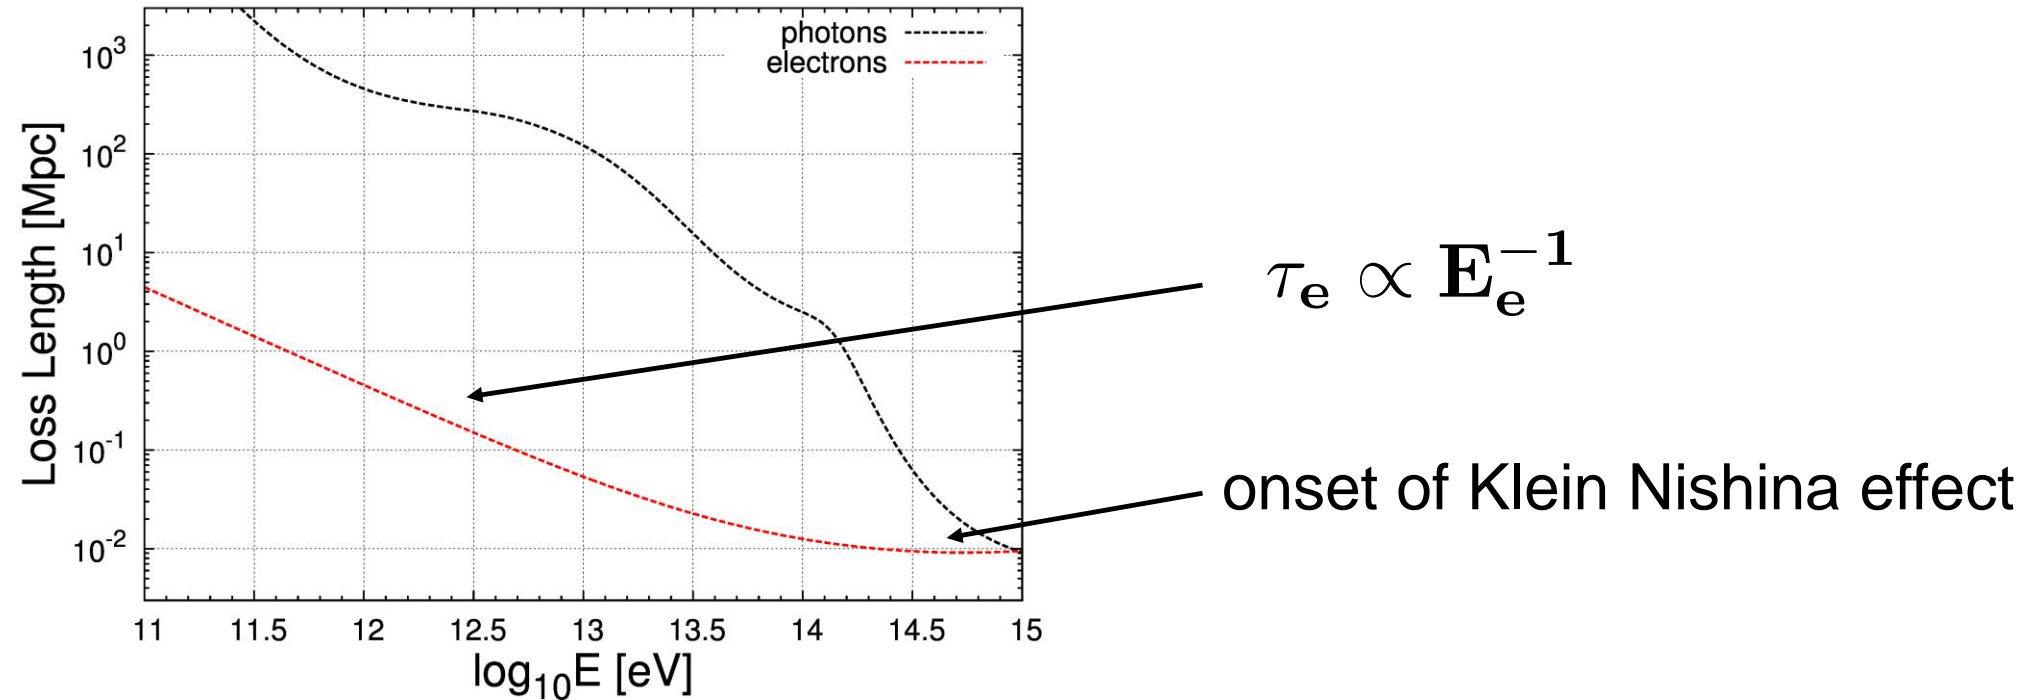 photons
electrons
10³
10²
10¹
10⁰
10⁻¹
10⁻²
Loss Length [Mpc]
11 11.5 12 12.5 13 13.5 14 14.5 15
log₁₀E [eV]
τₑ ∝ Eₑ⁻¹
onset of Klein Nishina effect